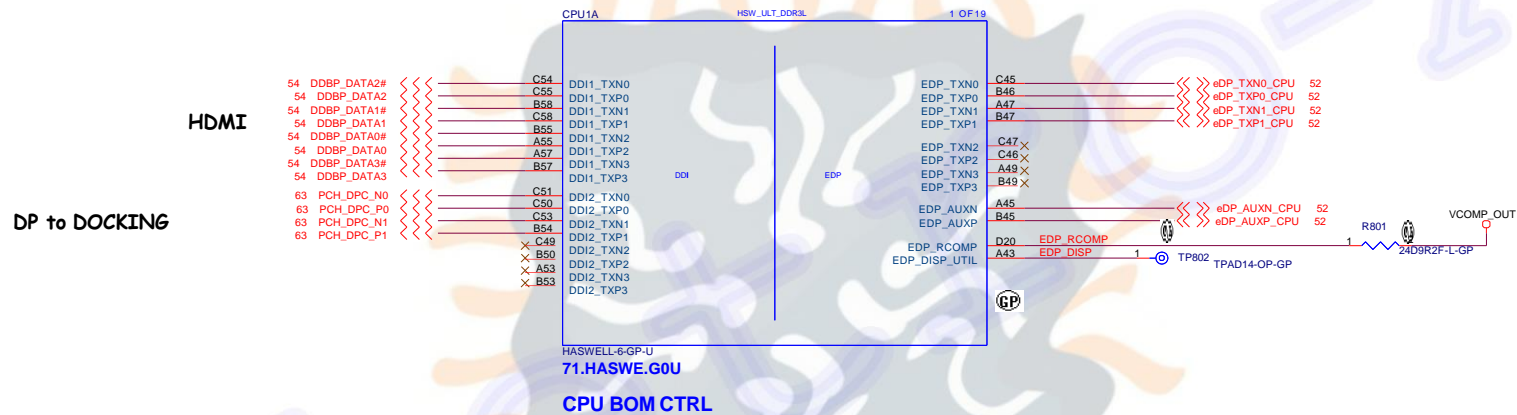 CPU1A HSW_ULT_DDR3L 1 OF 19
HDMI
54 DDBP_DATA2# C54 DDI1_TXN0
54 DDBP_DATA2 C55 DDI1_TXP0
54 DDBP_DATA1# B58 DDI1_TXN1
54 DDBP_DATA1 C58 DDI1_TXP1
54 DDBP_DATA0# B55 DDI1_TXN2
54 DDBP_DATA0 A55 DDI1_TXP2
54 DDBP_DATA3# A57 DDI1_TXN3
54 DDBP_DATA3 B57 DDI1_TXP3
DP to DOCKING
63 PCH_DPC_N0 C51 DDI2_TXN0
63 PCH_DPC_P0 C50 DDI2_TXP0
63 PCH_DPC_N1 C53 DDI2_TXN1
63 PCH_DPC_P1 B54 DDI2_TXP1
C49 DDI2_TXN2
B50 DDI2_TXP2
A53 DDI2_TXN3
B53 DDI2_TXP3
DDI EDP
EDP_TXN0 C45 eDP_TXN0_CPU 52
EDP_TXP0 B46 eDP_TXP0_CPU 52
EDP_TXN1 A47 eDP_TXN1_CPU 52
EDP_TXP1 B47 eDP_TXP1_CPU 52
EDP_TXN2 C47
EDP_TXP2 C46
EDP_TXN3 A49
EDP_TXP3 B49
EDP_AUXN A45 eDP_AUXN_CPU 52
EDP_AUXP B45 eDP_AUXP_CPU 52
EDP_RCOMP D20 EDP_RCOMP 1 R801 24D9R2F-L-GP VCOMP_OUT
EDP_DISP_UTIL A43 EDP_DISP 1 TP802 TPAD14-OP-GP
GP
HASWELL-6-GP-U
71.HASWE.G0U
CPU BOM CTRL